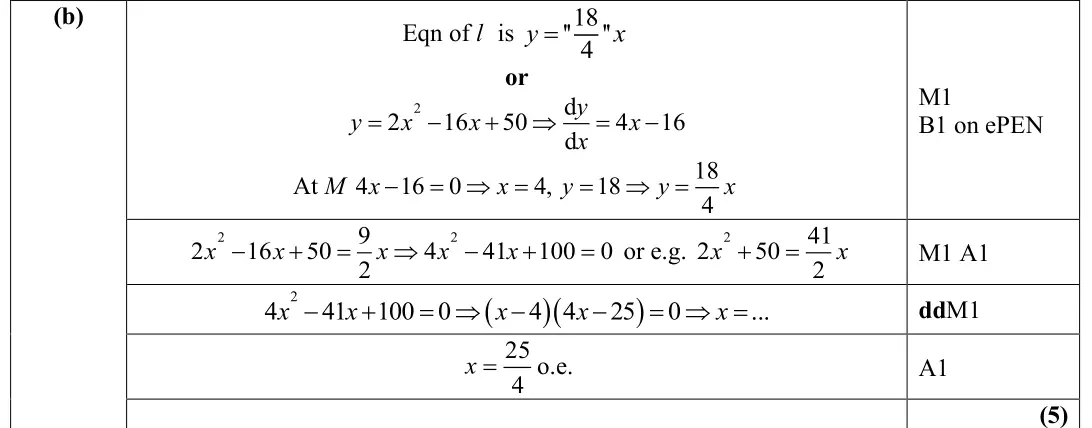 (b)
Eqn of l is y = "18/4"x
or
y = 2x² − 16x + 50 ⇒ dy/dx = 4x − 16
At M 4x − 16 = 0 ⇒ x = 4, y = 18 ⇒ y = 18/4 x
M1
B1 on ePEN
2x² − 16x + 50 = 9/2 x ⇒ 4x² − 41x + 100 = 0 or e.g. 2x² + 50 = 41/2 x
M1 A1
4x² − 41x + 100 = 0 ⇒ (x − 4)(4x − 25) = 0 ⇒ x = ...
ddM1
x = 25/4 o.e.
A1
(5)